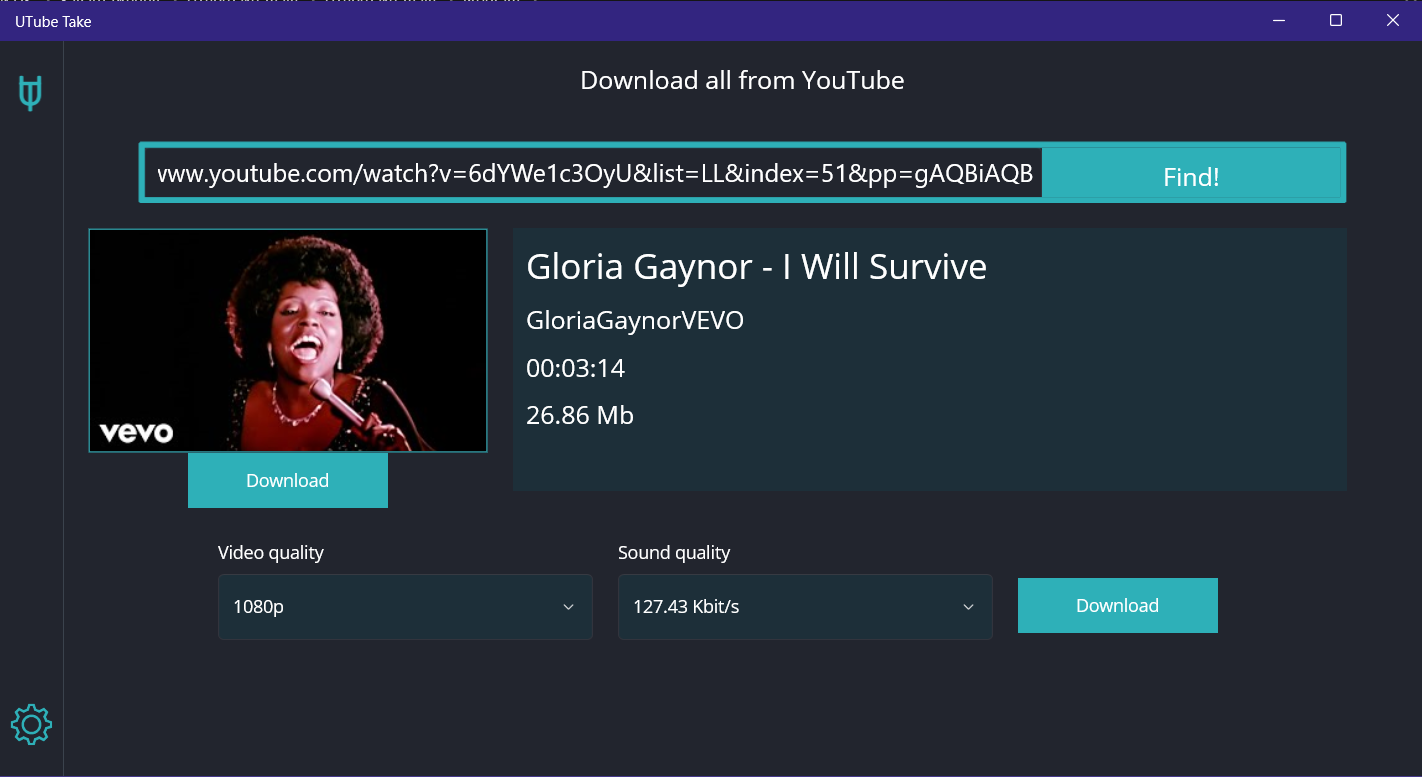 UTube Take
Download all from YouTube
www.youtube.com/watch?v=6dYWe1c3OyU&list=LL&index=51&pp=gAQBiAQB
Find!
vevo
Gloria Gaynor - I Will Survive
GloriaGaynorVEVO
00:03:14
26.86 Mb
Download
Video quality
Sound quality
1080p
127.43 Kbit/s
Download